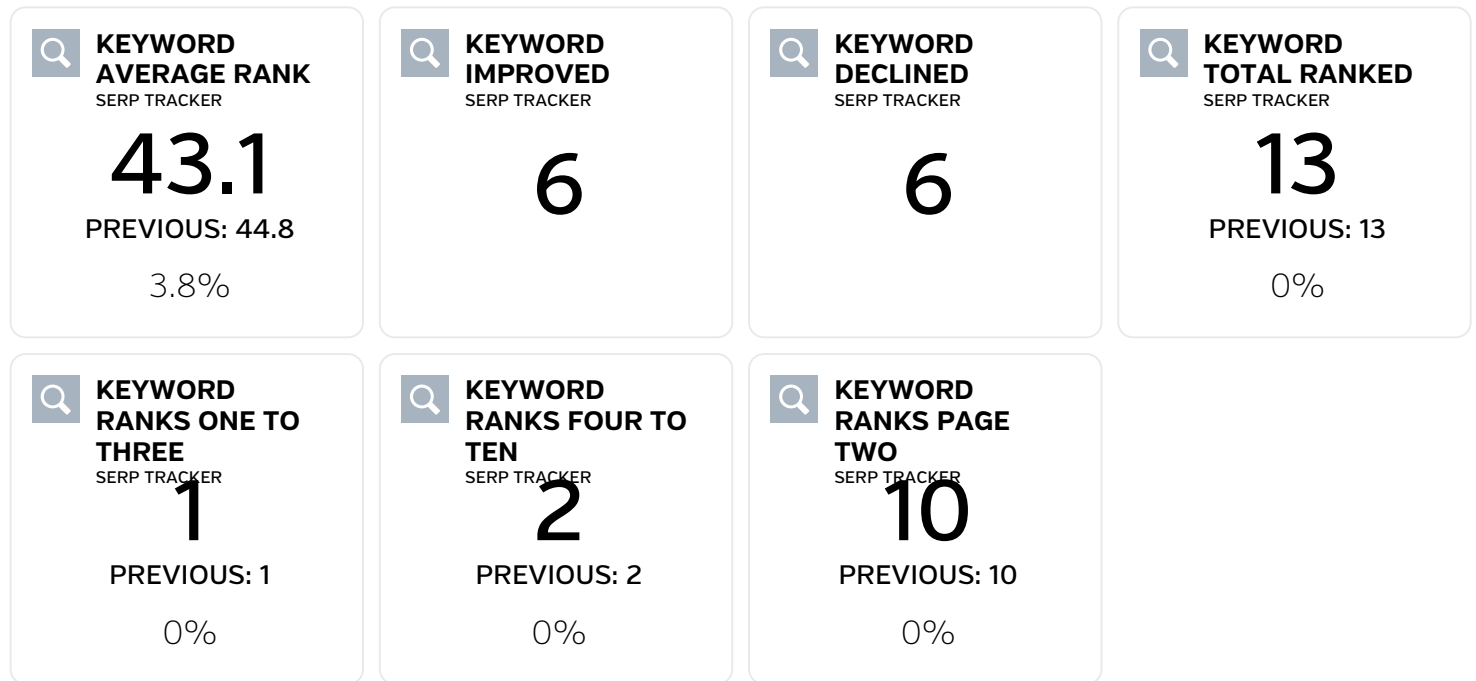 KEYWORD
AVERAGE RANK
SERP TRACKER
43.1
PREVIOUS: 44.8
3.8%
KEYWORD
IMPROVED
SERP TRACKER
6
KEYWORD
DECLINED
SERP TRACKER
6
KEYWORD
TOTAL RANKED
SERP TRACKER
13
PREVIOUS: 13
0%
KEYWORD
RANKS ONE TO
THREE
SERP TRACKER
1
PREVIOUS: 1
0%
KEYWORD
RANKS FOUR TO
TEN
SERP TRACKER
2
PREVIOUS: 2
0%
KEYWORD
RANKS PAGE
TWO
SERP TRACKER
10
PREVIOUS: 10
0%